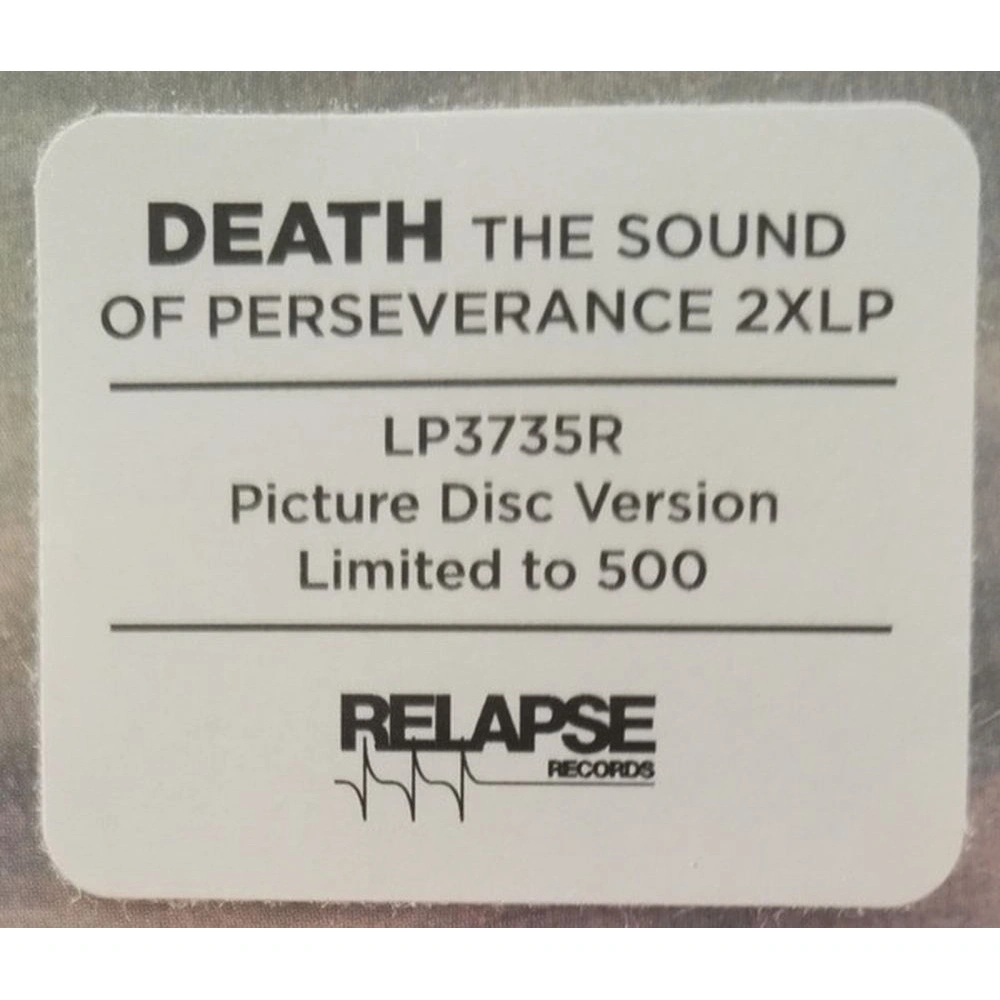 DEATH THE SOUND
OF PERSEVERANCE 2XLP
LP3735R
Picture Disc Version
Limited to 500
RELAPSE
RECORDS